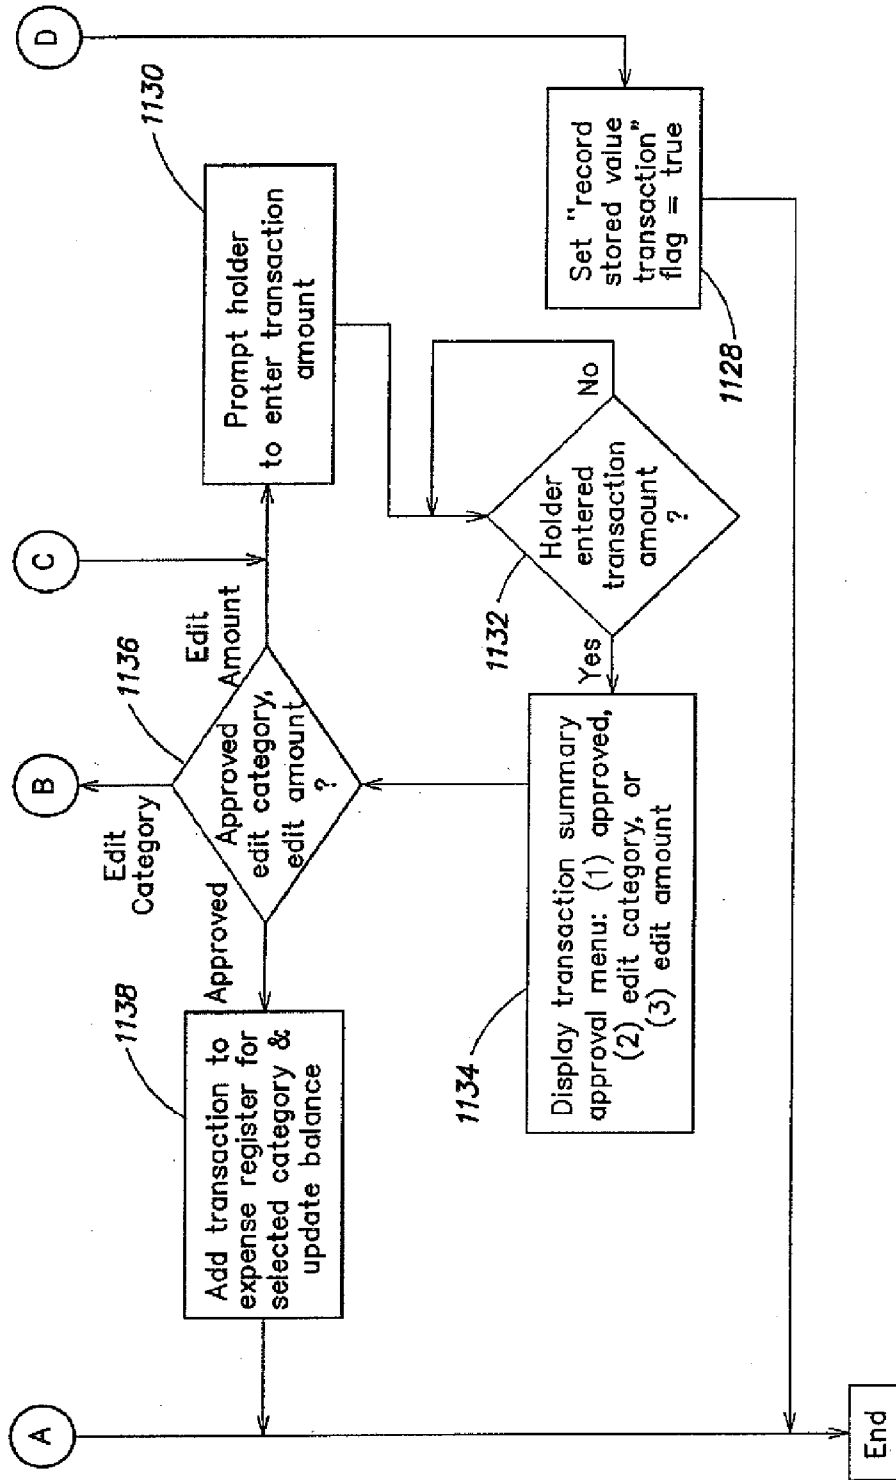 A
B
C
D
1138
Add transaction to
expense register for
selected category &
update balance
Approved
Edit
Category
1136
Approved
edit category,
edit amount
?
Edit
Amount
1130
Prompt holder
to enter transaction
amount
1134
Display transaction summary
approval menu: (1) approved,
(2) edit category, or
(3) edit amount
Yes
1132
Holder
entered
transaction
amount
?
No
Set "record
stored value
transaction"
flag = true
1128
End